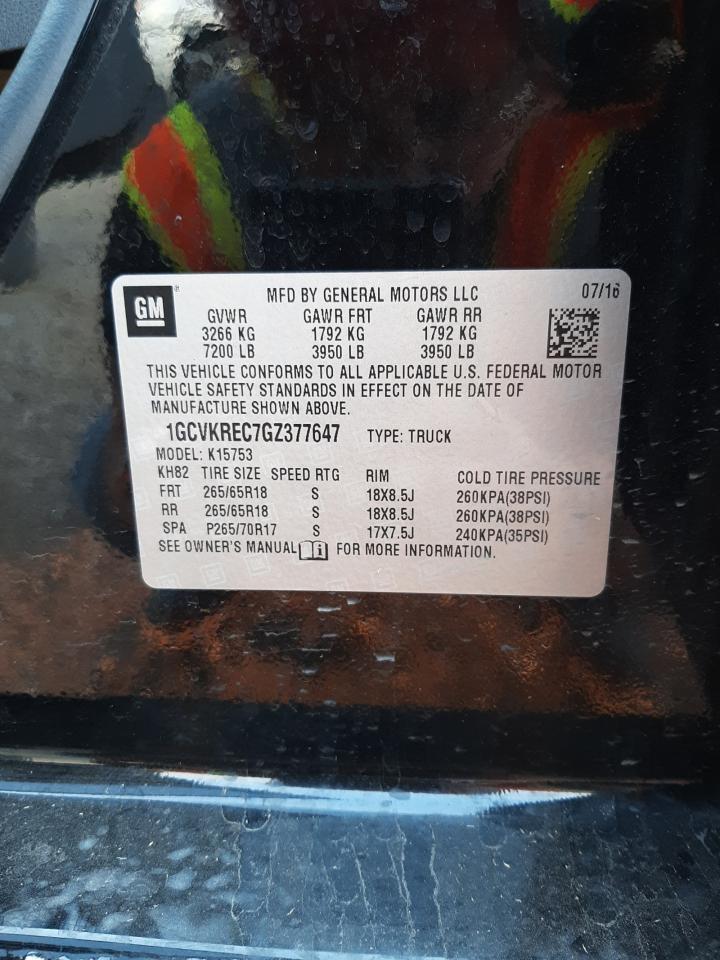 GM
MFD BY GENERAL MOTORS LLC 07/16
GVWR GAWR FRT GAWR RR
3266 KG 1792 KG 1792 KG
7200 LB 3950 LB 3950 LB
THIS VEHICLE CONFORMS TO ALL APPLICABLE U.S. FEDERAL MOTOR
VEHICLE SAFETY STANDARDS IN EFFECT ON THE DATE OF
MANUFACTURE SHOWN ABOVE.
1GCVKREC7GZ377647 TYPE: TRUCK
MODEL: K15753
KH82 TIRE SIZE SPEED RTG RIM COLD TIRE PRESSURE
FRT 265/65R18 S 18X8.5J 260KPA(38PSI)
RR 265/65R18 S 18X8.5J 260KPA(38PSI)
SPA P265/70R17 S 17X7.5J 240KPA(35PSI)
SEE OWNER'S MANUAL FOR MORE INFORMATION.